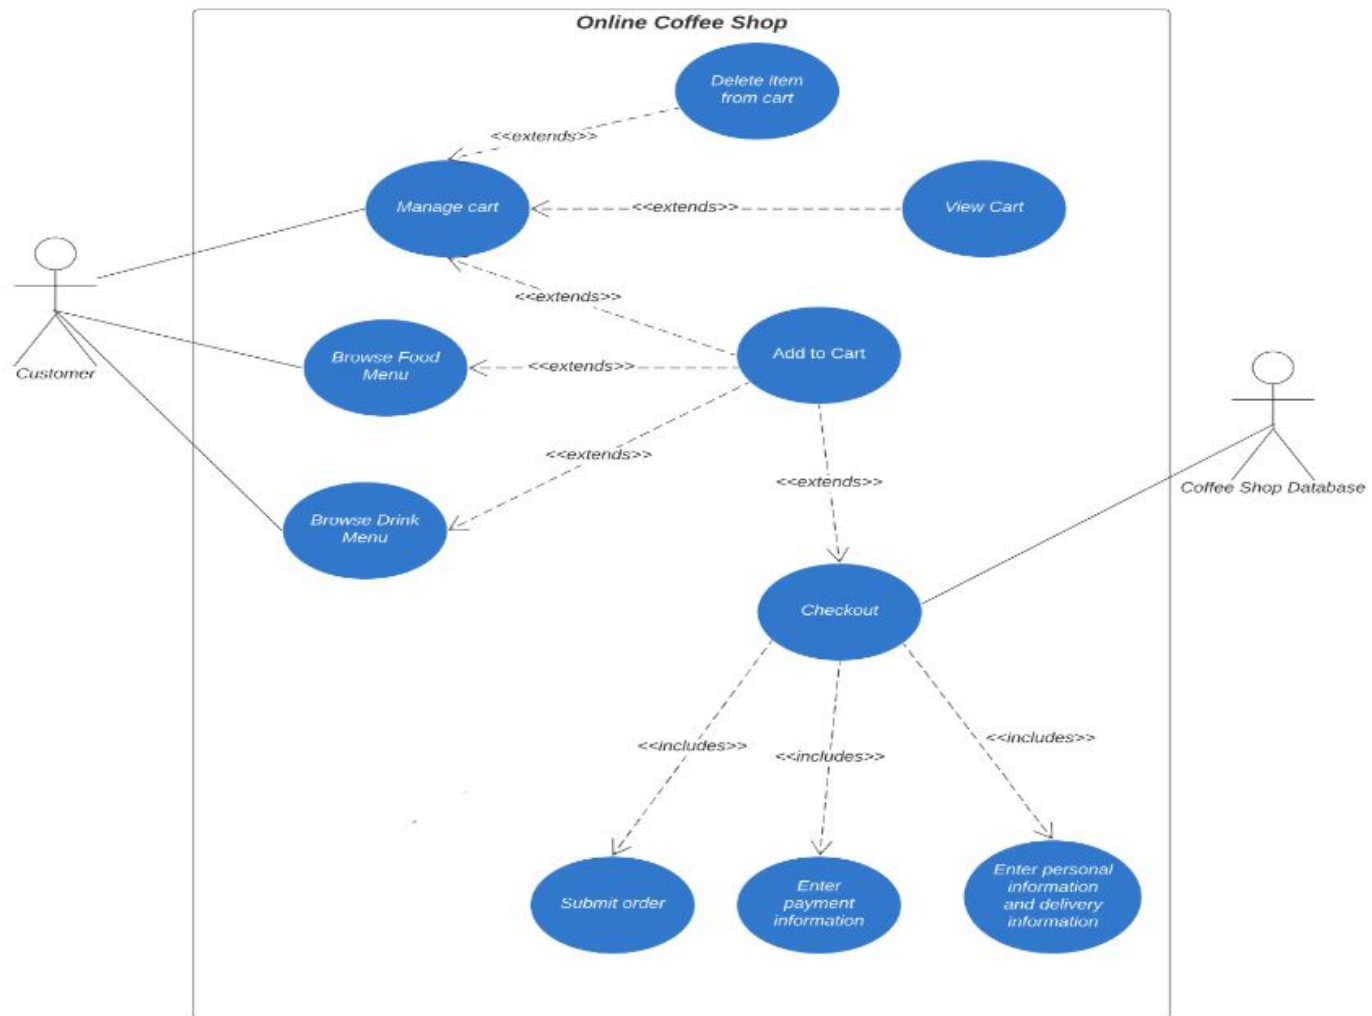 Online Coffee Shop
Delete item
from cart
<<extends>>
Manage cart
<<extends>>
View Cart
<<extends>>
Customer
Browse Food
Menu
<<extends>>
Add to Cart
<<extends>>
<<extends>>
Coffee Shop Database
Browse Drink
Menu
Checkout
<<includes>>
<<includes>>
<<includes>>
Submit order
Enter
payment
information
Enter personal
information
and delivery
information